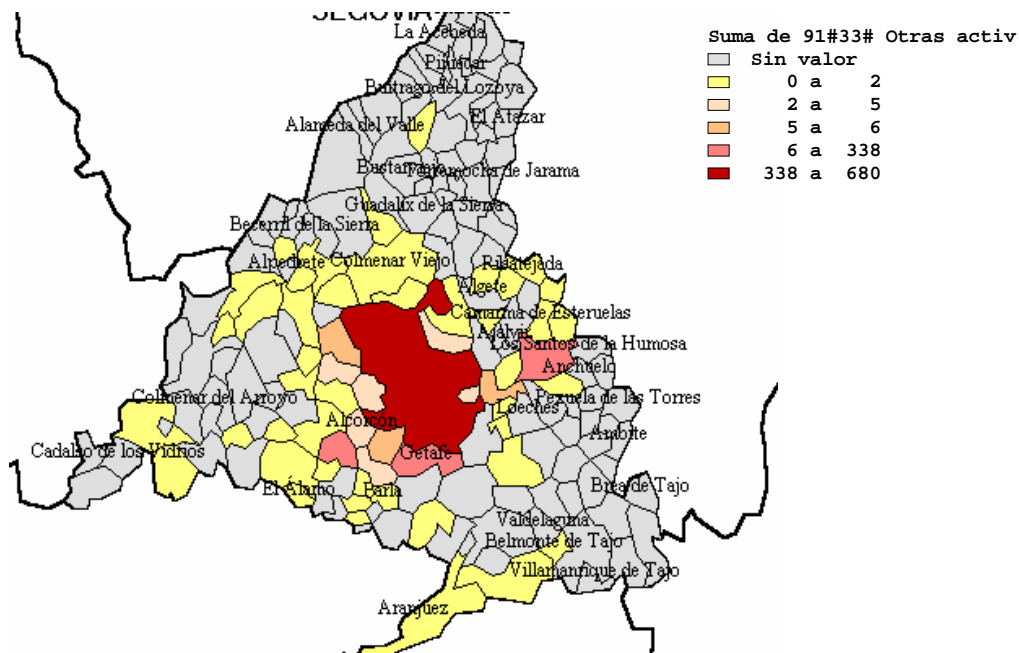 SEGOVIA
La Acebeda
Piniscar
Buitrago del Lozoya
El Atazar
Alameda del Valle
Torremocha de Jarama
Guadalix de la Sierra
Becerril de la Sierra
Alpedrete
Colmenar Viejo
Ribatejada
Algete
Camarma de Esteruelas
Ajalvir
Los Santos de la Humosa
Anchuelo
Colmenar del Arroyo
Pezuela de las Torres
Loeches
Alcorcón
Ambite
Cadalso de los Vidrios
Getafe
El Álamo
Parla
Brea de Tajo
Valdelaguna
Belmonte de Tajo
Villamanrique de Tajo
Aranjuez
Suma de 91#33# Otras activ
Sin valor
0 a 2
2 a 5
5 a 6
6 a 338
338 a 680